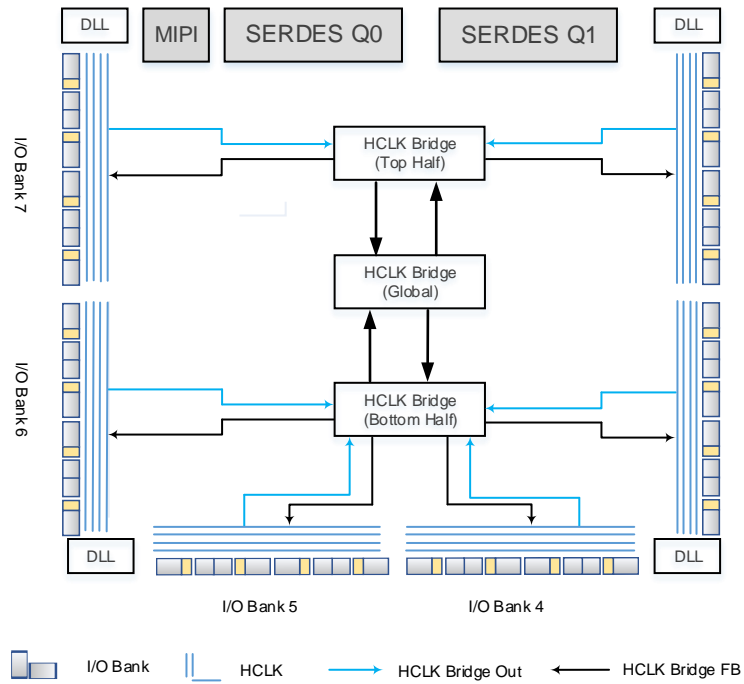 DLL
MIPI
SERDES Q0
SERDES Q1
DLL
I/O Bank 7
HCLK Bridge
(Top Half)
HCLK Bridge
(Global)
I/O Bank 6
HCLK Bridge
(Bottom Half)
DLL
DLL
I/O Bank 5
I/O Bank 4
I/O Bank
HCLK
HCLK Bridge Out
HCLK Bridge FB